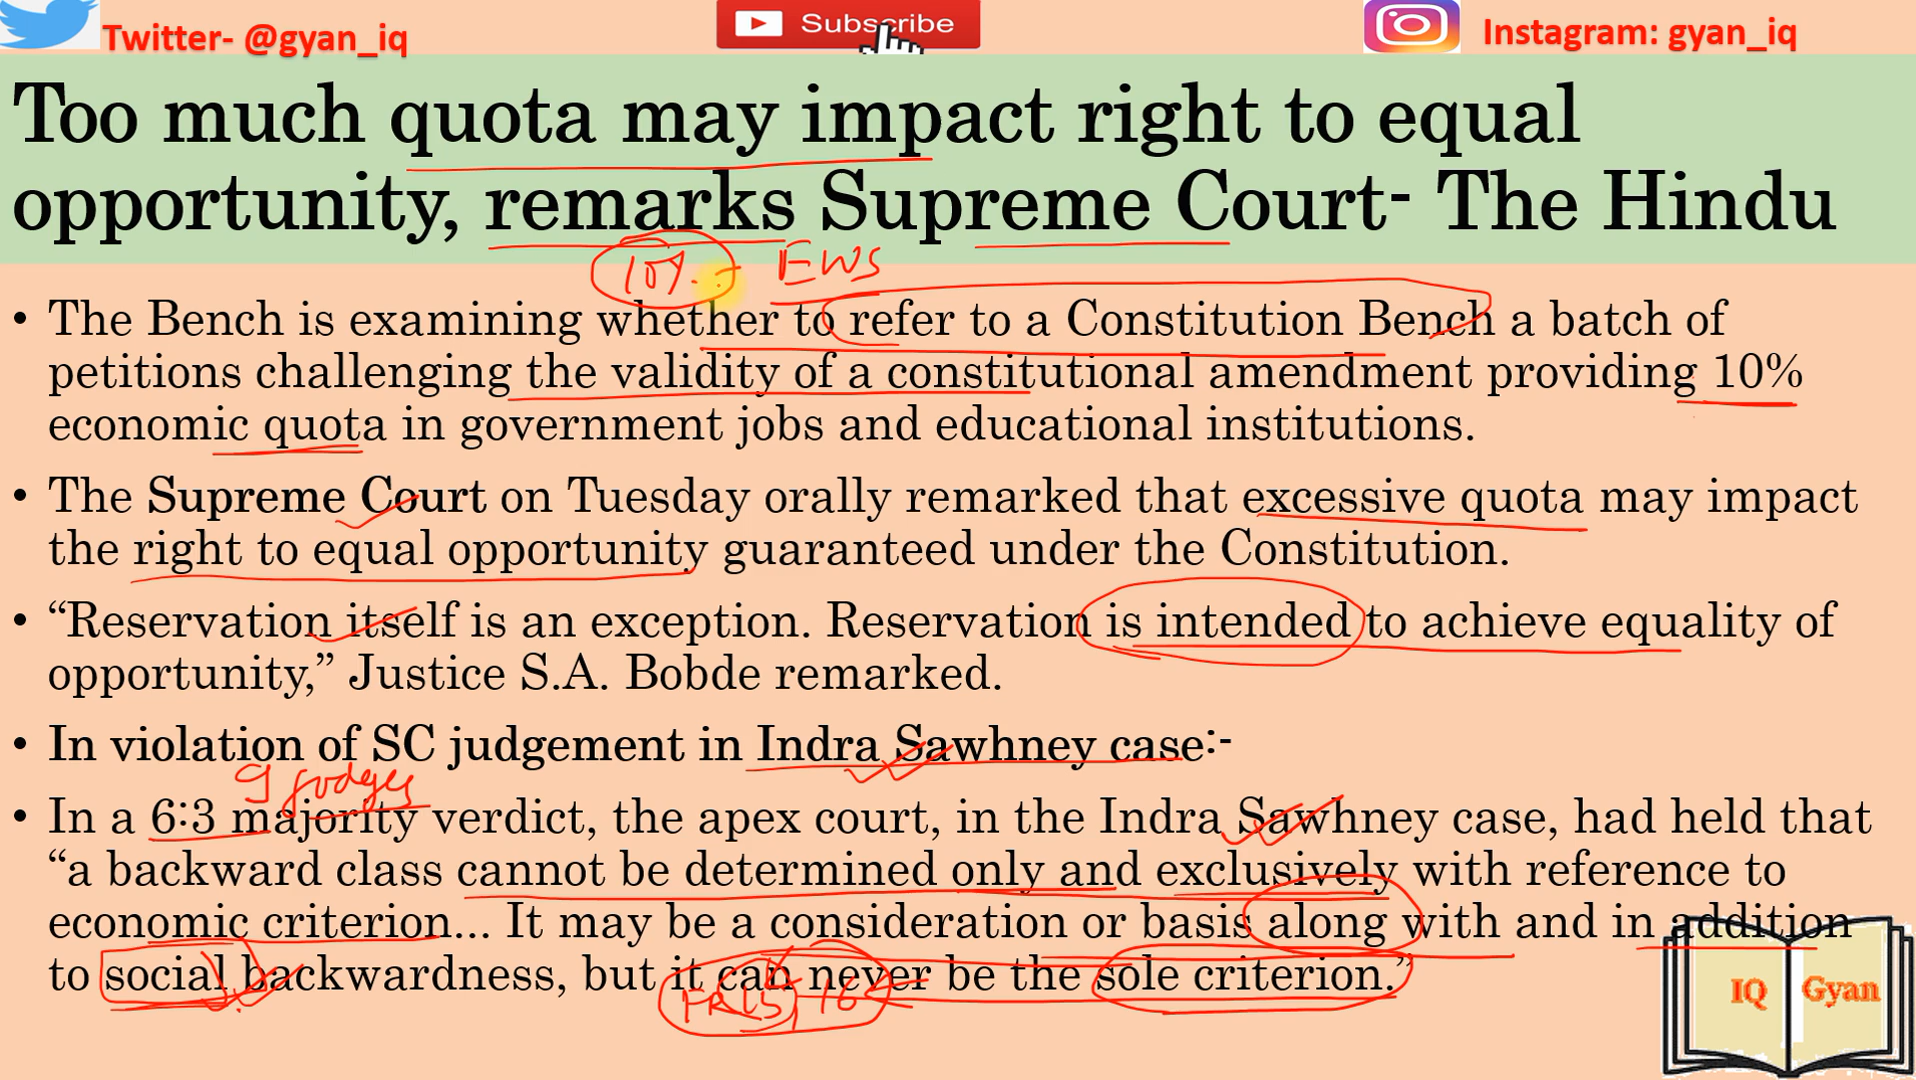 Twitter- @gyan_iq
Subscribe
Instagram: gyan_iq
Too much quota may impact right to equal
opportunity, remarks Supreme Court- The Hindu
10% - EWS
• The Bench is examining whether to refer to a Constitution Bench a batch of
petitions challenging the validity of a constitutional amendment providing 10%
economic quota in government jobs and educational institutions.
• The Supreme Court on Tuesday orally remarked that excessive quota may impact
the right to equal opportunity guaranteed under the Constitution.
• “Reservation itself is an exception. Reservation is intended to achieve equality of
opportunity,” Justice S.A. Bobde remarked.
• In violation of SC judgement in Indra Sawhney case:-
9 judges
• In a 6:3 majority verdict, the apex court, in the Indra Sawhney case, had held that
“a backward class cannot be determined only and exclusively with reference to
economic criterion... It may be a consideration or basis along with and in addition
to social backwardness, but it can never be the sole criterion.”
15, 16
IQ Gyan